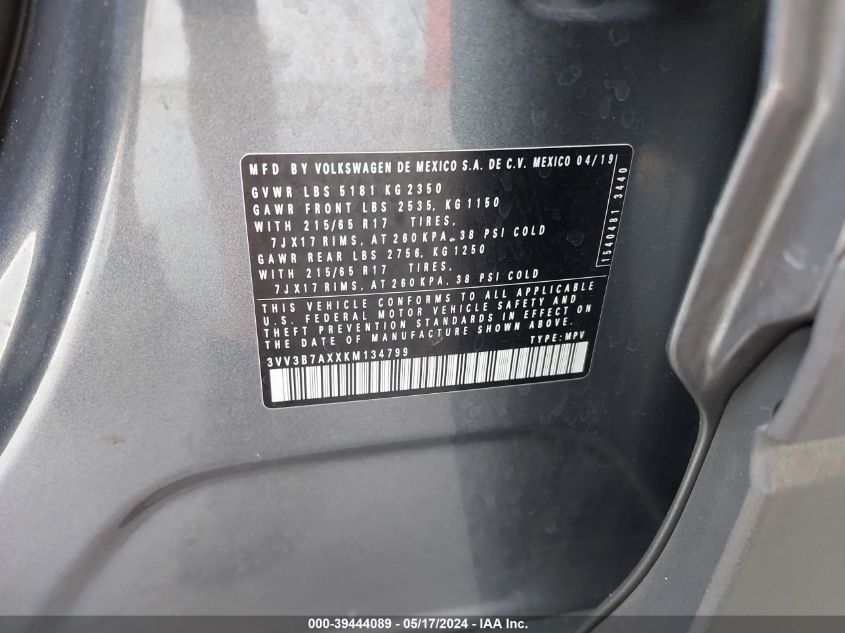 MFD BY VOLKSWAGEN DE MEXICO S.A. DE C.V. MEXICO 04/19
GVWR LBS 5181 KG 2350
GAWR FRONT LBS 2535, KG 1150
WITH 215/65 R17 TIRES,
7JX17 RIMS, AT 260 KPA, 38 PSI COLD
GAWR REAR LBS 2756, KG 1250
WITH 215/65 R17 TIRES,
7JX17 RIMS, AT 260 KPA, 38 PSI COLD
1540491 3440
THIS VEHICLE CONFORMS TO ALL APPLICABLE
U.S. FEDERAL MOTOR VEHICLE SAFETY AND
THEFT PREVENTION STANDARDS IN EFFECT ON
THE DATE OF MANUFACTURE SHOWN ABOVE.
3VV3B7AXXKM134799 TYPE: MPV
000-39444089 - 05/17/2024 - IAA Inc.